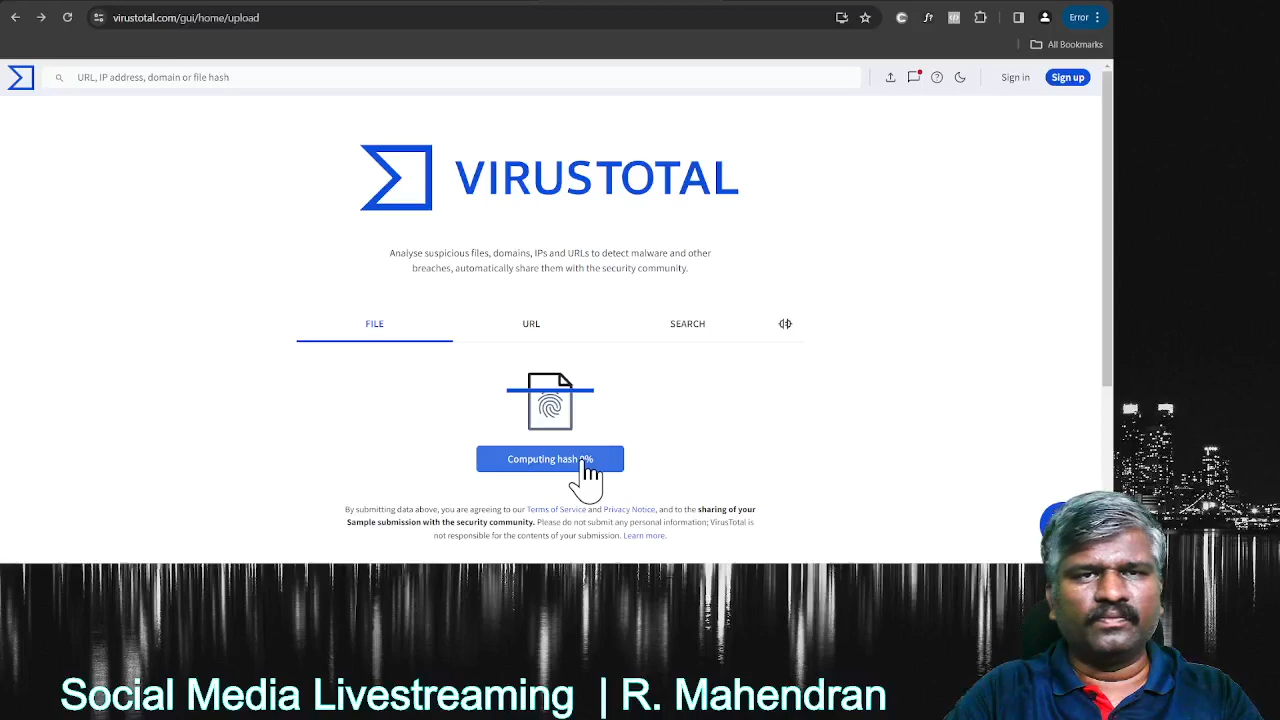 virustotal.com/gui/home/upload
Error
All Bookmarks
URL, IP address, domain or file hash
Sign in
Sign up
VIRUSTOTAL
Analyse suspicious files, domains, IPs and URLs to detect malware and other
breaches, automatically share them with the security community.
FILE
URL
SEARCH
Computing hash
By submitting data above, you are agreeing to our Terms of Service and Privacy Notice, and to the sharing of your
Sample submission with the security community. Please do not submit any personal information; VirusTotal is
not responsible for the contents of your submission. Learn more.
Social Media Livestreaming | R. Mahendran